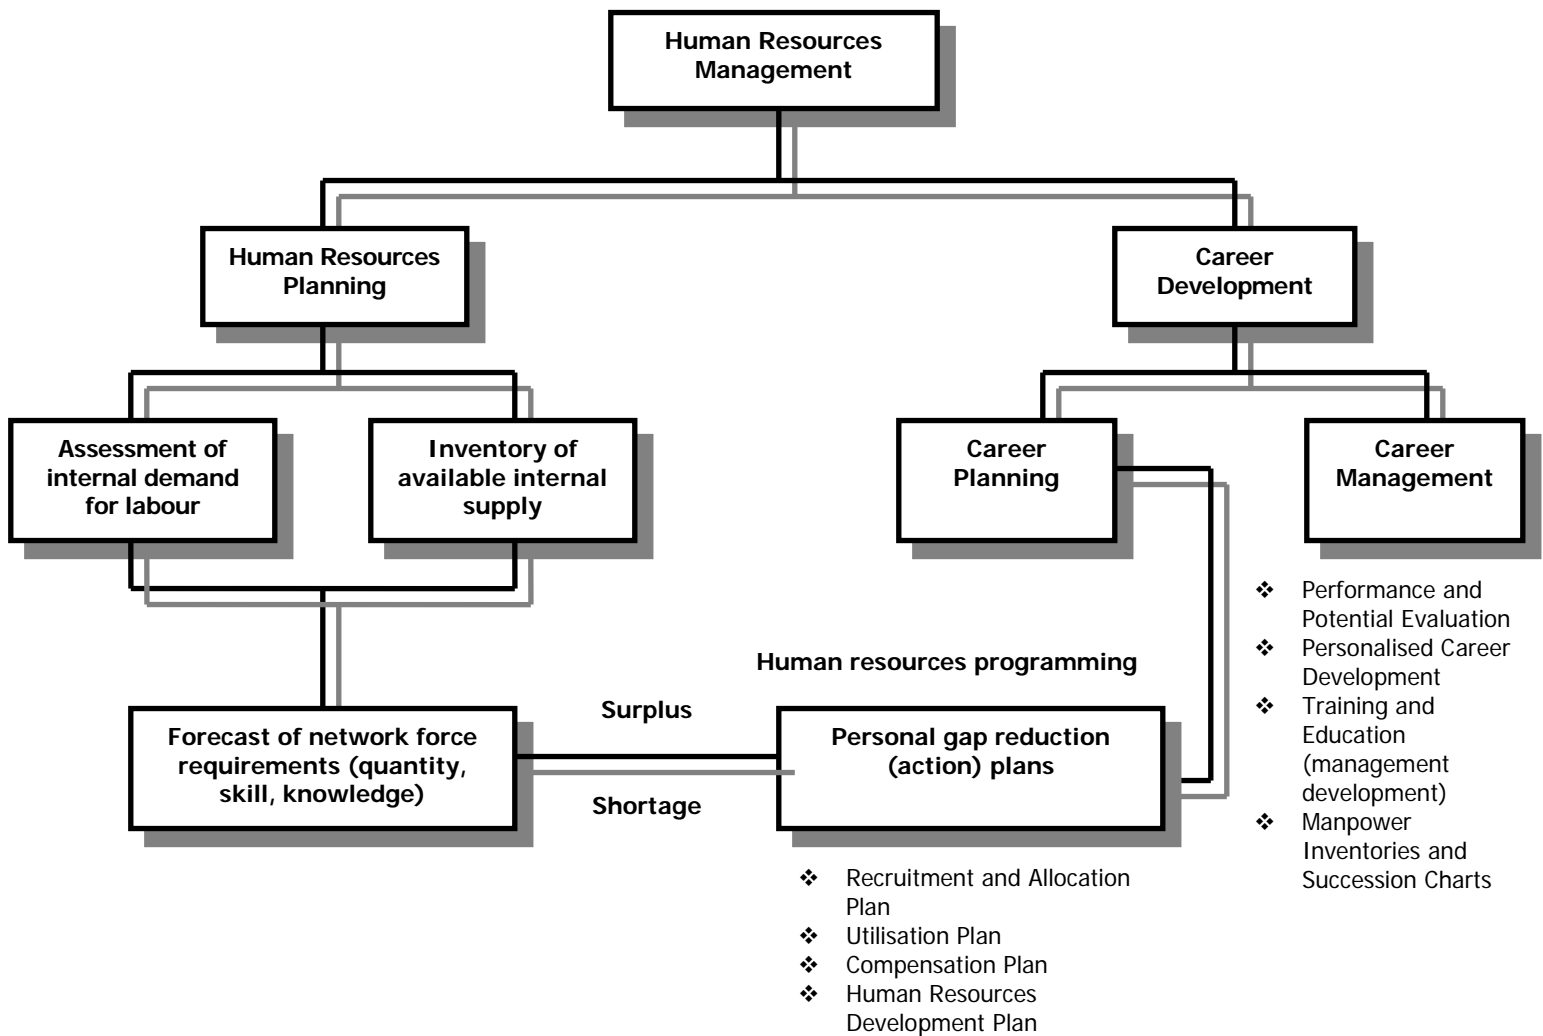 Human Resources
Management
Human Resources
Planning
Career
Development
Assessment of
internal demand
for labour
Inventory of
available internal
supply
Career
Planning
Career
Management
❖ Performance and
Potential Evaluation
❖ Personalised Career
Development
❖ Training and
Education
(management
development)
❖ Manpower
Inventories and
Succession Charts
Human resources programming
Forecast of network force
requirements (quantity,
skill, knowledge)
Surplus
Shortage
Personal gap reduction
(action) plans
❖ Recruitment and Allocation
Plan
❖ Utilisation Plan
❖ Compensation Plan
❖ Human Resources
Development Plan